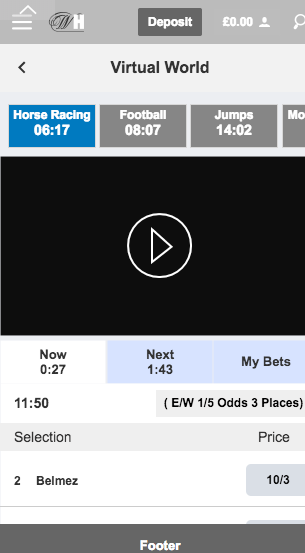 WH
Deposit
£0.00
Virtual World
Horse Racing
06:17
Football
08:07
Jumps
14:02
Mo
Now
0:27
Next
1:43
My Bets
11:50
( E/W 1/5 Odds 3 Places)
Selection
Price
2 Belmez
10/3
Footer